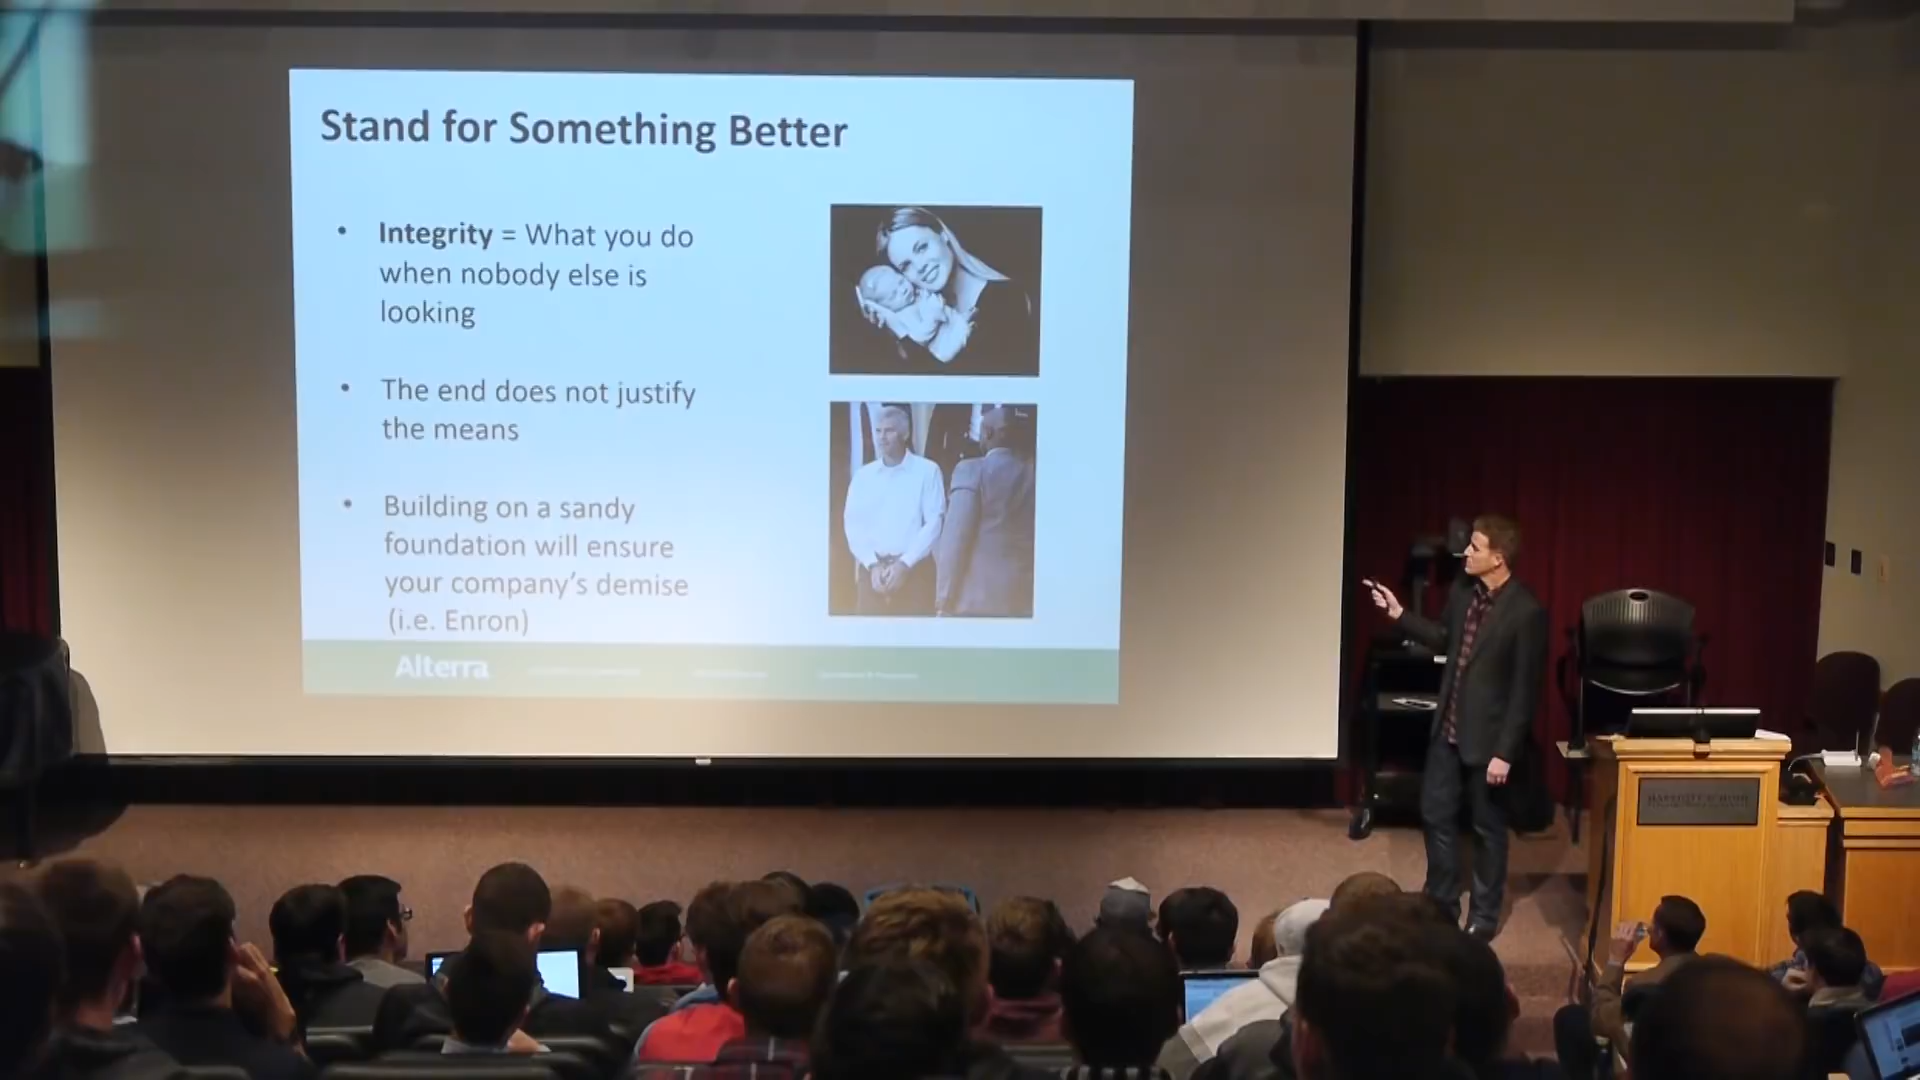 Stand for Something Better
• Integrity = What you do
when nobody else is
looking
• The end does not justify
the means
• Building on a sandy
foundation will ensure
your company's demise
(i.e. Enron)
Alterra